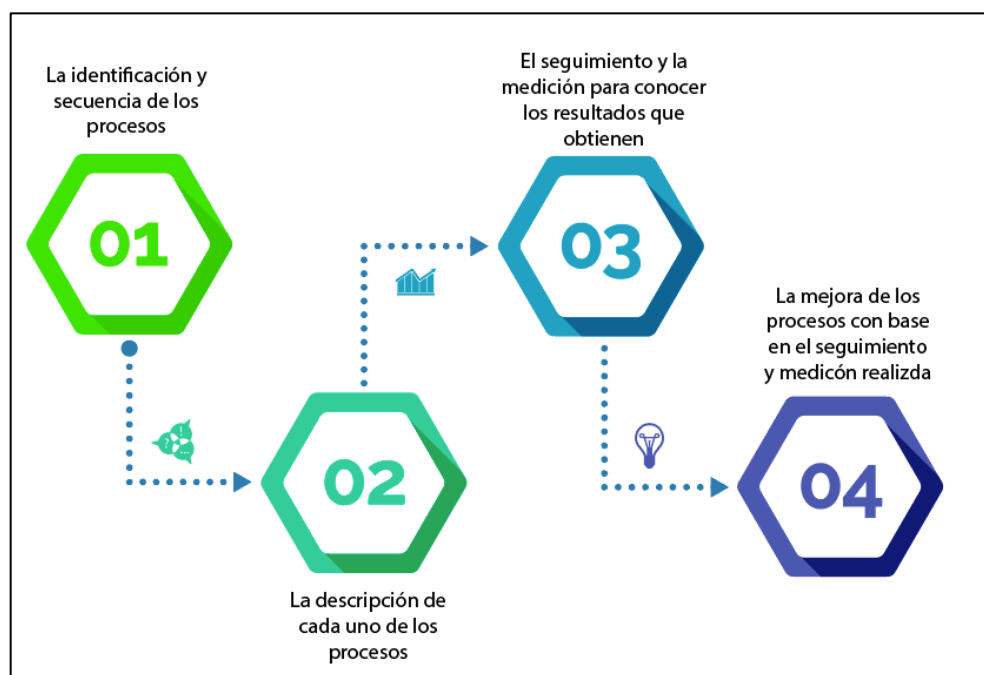 La identificación y
secuencia de los
procesos
01
02
La descripción de
cada uno de los
procesos
El seguimiento y la
medición para conocer
los resultados que
obtienen
03
La mejora de los
procesos con base
en el seguimiento
y medicón realizda
04